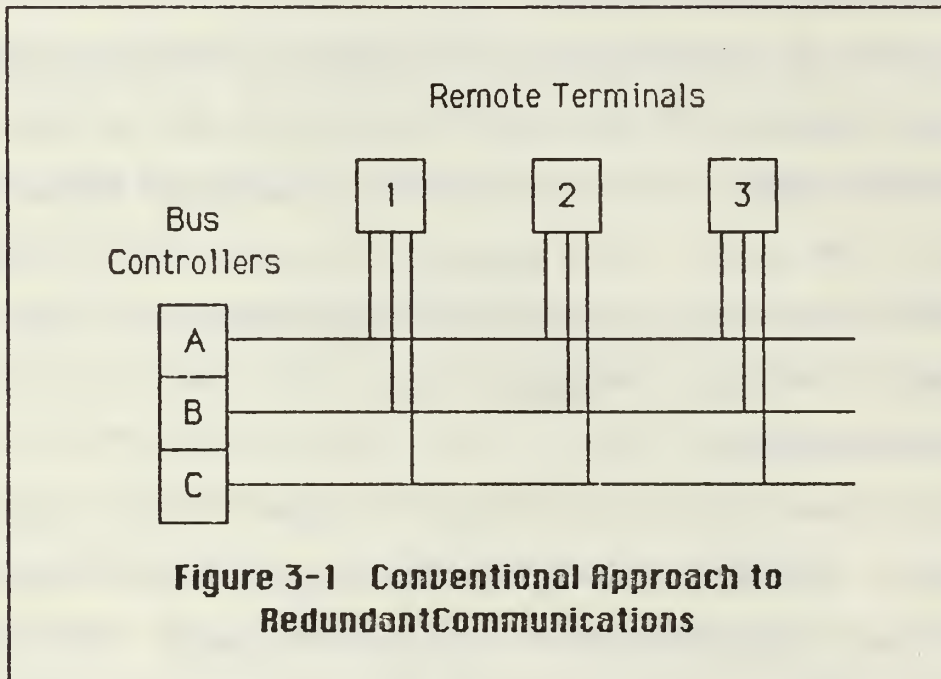 Remote Terminals
1 2 3
Bus
Controllers
A
B
C
Figure 3-1 Conventional Approach to
RedundantCommunications